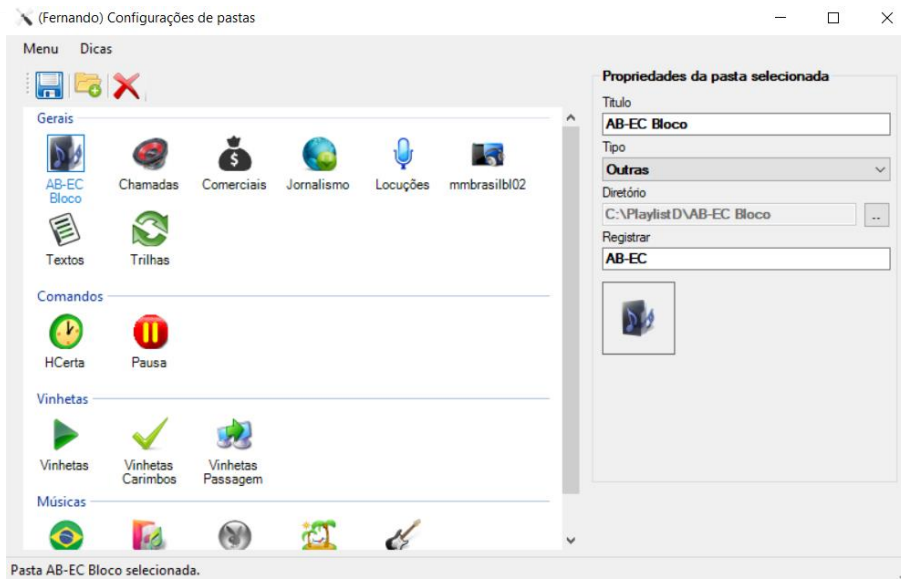 (Fernando) Configurações de pastas
Menu Dicas
Gerais
AB-EC Bloco
Chamadas
Comerciais
Jornalismo
Locuções
mmbrasilbl02
Textos
Trilhas
Comandos
HCerta
Pausa
Vinhetas
Vinhetas
Vinhetas Carimbos
Vinhetas Passagem
Músicas
Propriedades da pasta selecionada
Titulo
AB-EC Bloco
Tipo
Outras
Diretório
C:\PlaylistD\AB-EC Bloco
..
Registrar
AB-EC
Pasta AB-EC Bloco selecionada.